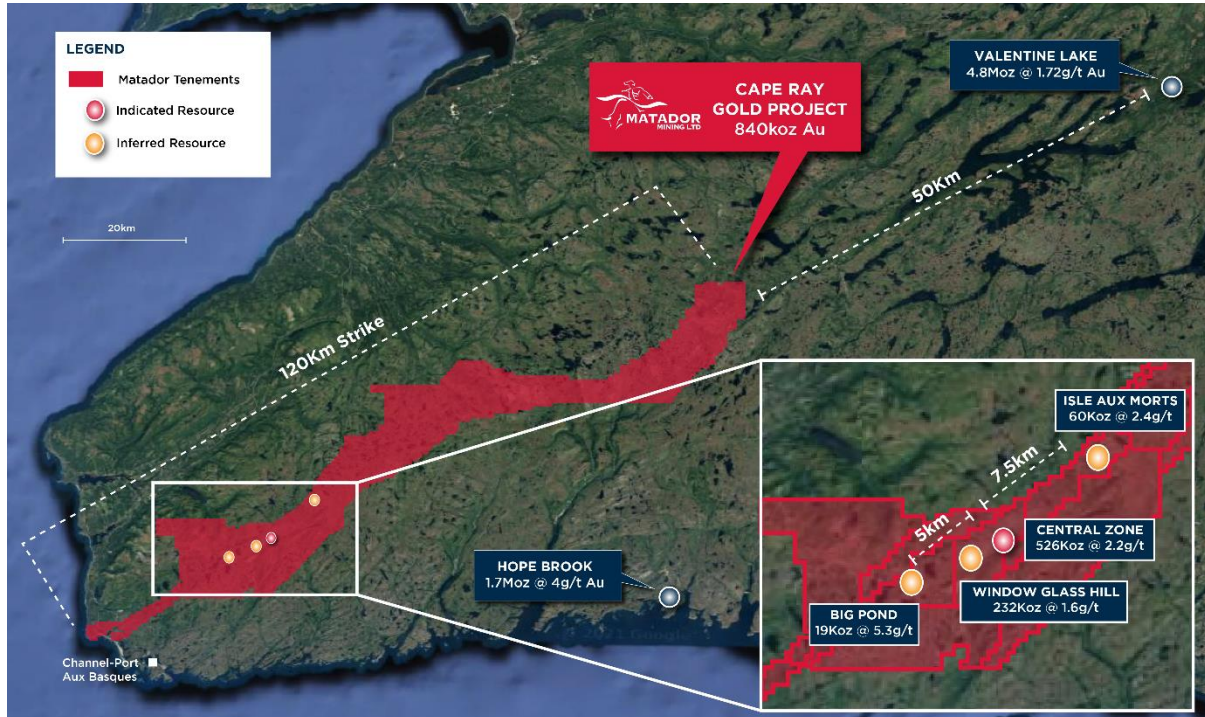 LEGEND
Matador Tenements
Indicated Resource
Inferred Resource
20km
MATADOR
MINING LTD
CAPE RAY
GOLD PROJECT
840koz Au
VALENTINE LAKE
4.8Moz @ 1.72g/t Au
50Km
120Km Strike
HOPE BROOK
1.7Moz @ 4g/t Au
Channel-Port
Aux Basques
ISLE AUX MORTS
60Koz @ 2.4g/t
7.5km
5km
CENTRAL ZONE
526Koz @ 2.2g/t
WINDOW GLASS HILL
232Koz @ 1.6g/t
BIG POND
19Koz @ 5.3g/t
© 2021 Google